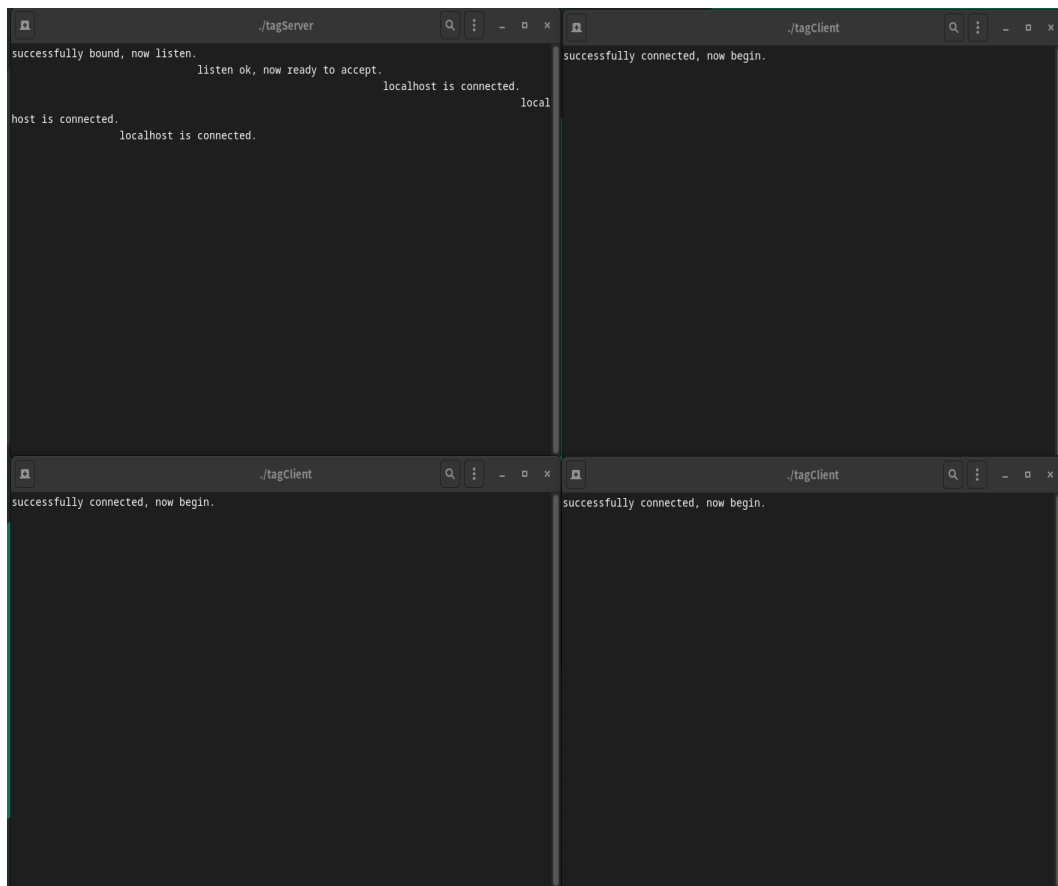 ./tagServer
successfully bound, now listen.
listen ok, now ready to accept.
localhost is connected.
local
host is connected.
localhost is connected.
./tagClient
successfully connected, now begin.
./tagClient
successfully connected, now begin.
./tagClient
successfully connected, now begin.